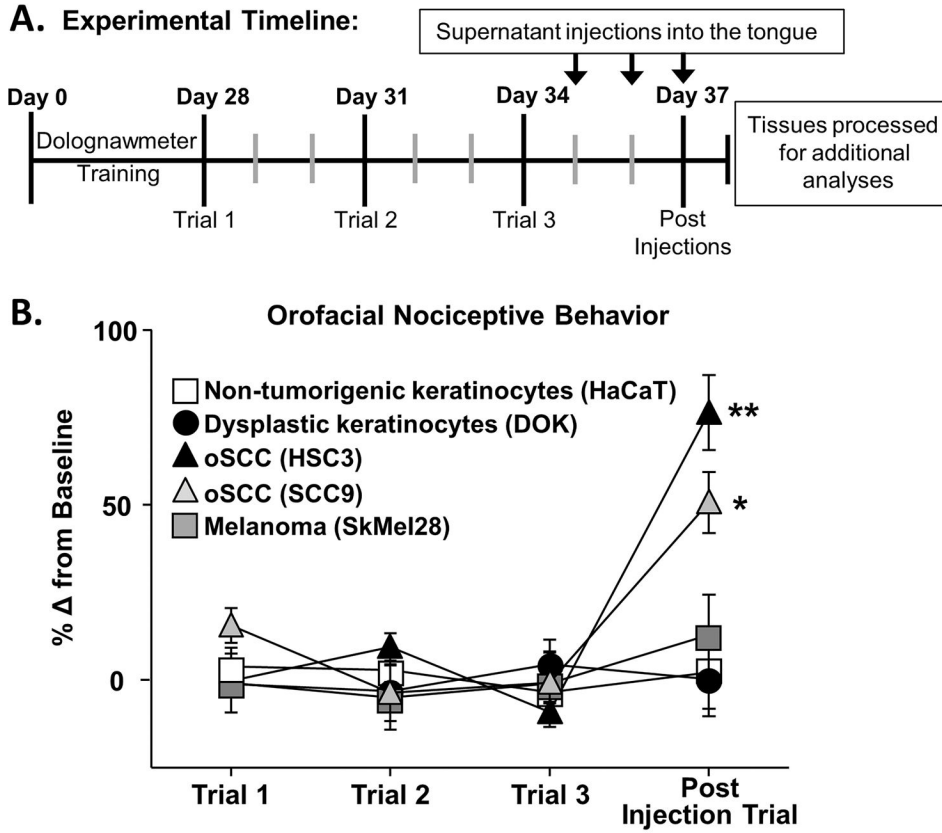 A. Experimental Timeline:
Supernatant injections into the tongue
Day 0
Day 28
Day 31
Day 34
Day 37
Dolognawmeter
Training
Trial 1
Trial 2
Trial 3
Post
Injections
Tissues processed
for additional
analyses
B.
Orofacial Nociceptive Behavior
100
50
0
% Δ from Baseline
Non-tumorigenic keratinocytes (HaCaT)
Dysplastic keratinocytes (DOK)
oSCC (HSC3)
oSCC (SCC9)
Melanoma (SkMel28)
**
*
Trial 1
Trial 2
Trial 3
Post
Injection Trial